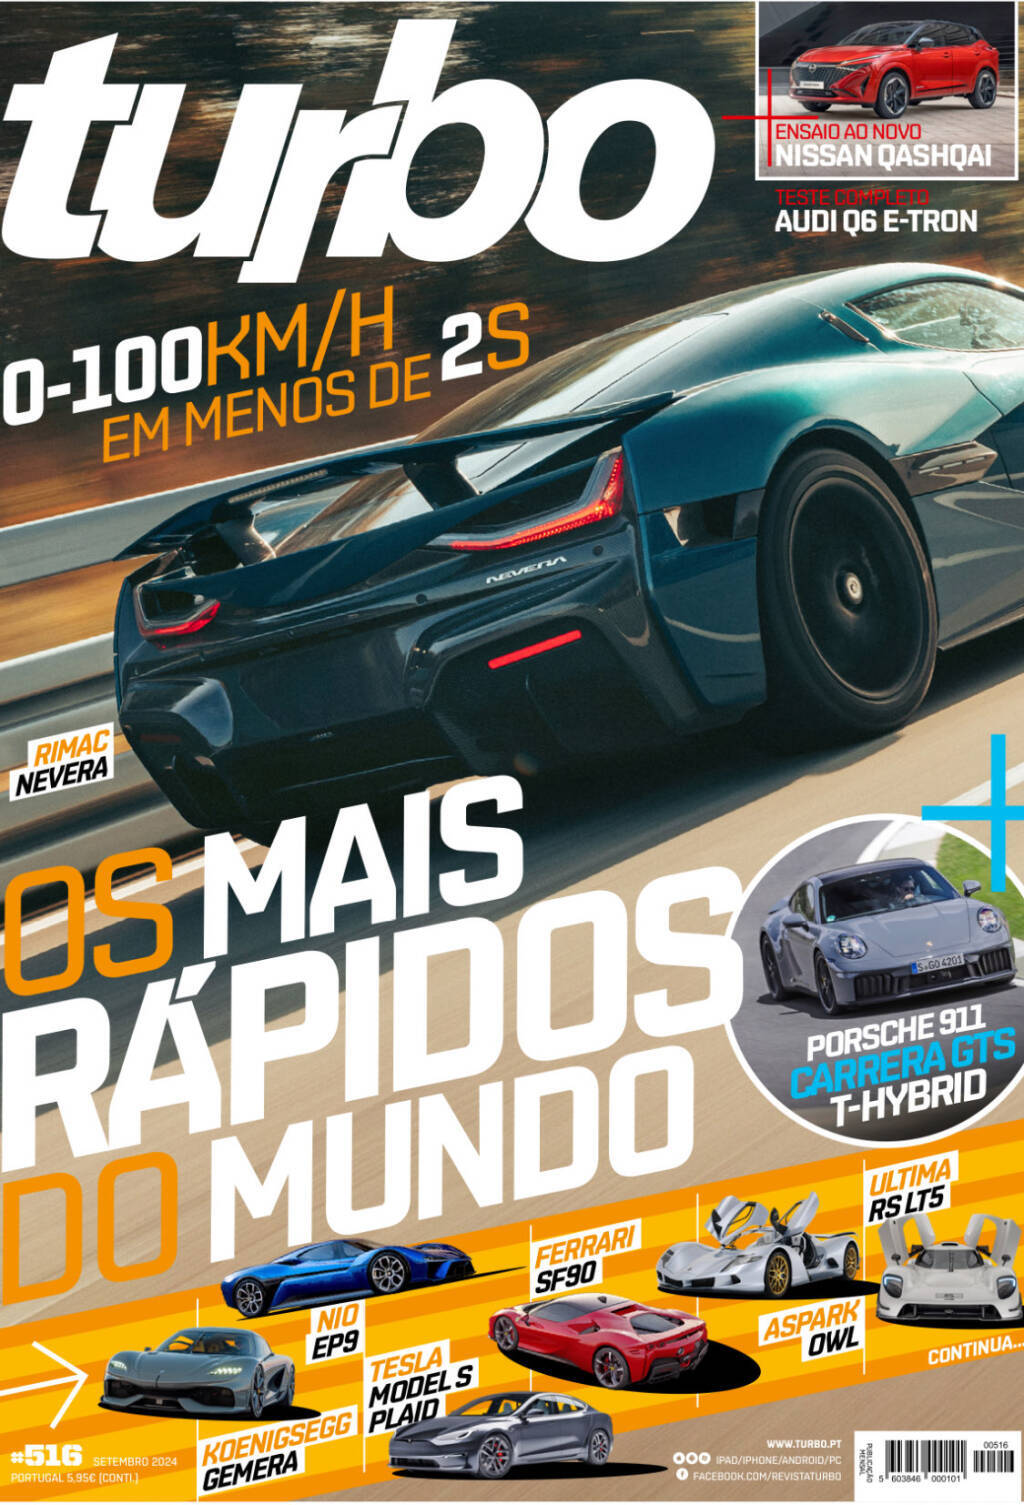 turbo
ENSAIO AO NOVO
NISSAN QASHQAI
TESTE COMPLETO
AUDI Q6 E-TRON
0-100KM/H
EM MENOS DE 2S
NEVERA
RIMAC
NEVERA
OS MAIS
RÁPIDOS
DO MUNDO
S GO 4201
PORSCHE 911
CARRERA GTS
T-HYBRID
ULTIMA
RS LT5
FERRARI
SF90
NIO
EP9
ASPARK
OWL
TESLA
MODEL S
PLAID
KOENIGSEGG
GEMERA
CONTINUA...
#516 SETEMBRO 2024
PORTUGAL 5,95€ (CONT.)
WWW.TURBO.PT
IPAD/IPHONE/ANDROID/PC
FACEBOOK.COM/REVISTATURBO
PUBLICAÇÃO
MENSAL
00516
5 603846 000101